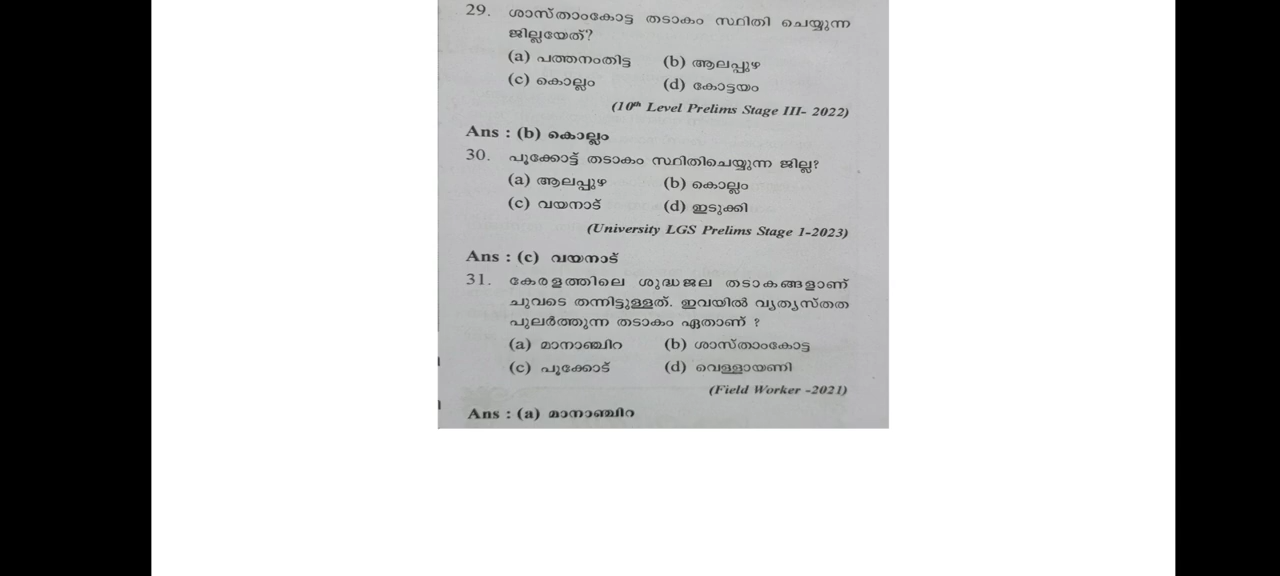 29. ശാസ്താംകോട്ട തടാകം സ്ഥിതി ചെയ്യുന്ന
ജില്ലയേത്?
(a) പത്തനംതിട്ട (b) ആലപ്പുഴ
(c) കൊല്ലം (d) കോട്ടയം
(10th Level Prelims Stage III- 2022)
Ans : (b) കൊല്ലം
30. പൂക്കോട്ട് തടാകം സ്ഥിതിചെയ്യുന്ന ജില്ല?
(a) ആലപ്പുഴ (b) കൊല്ലം
(c) വയനാട് (d) ഇടുക്കി
(University LGS Prelims Stage 1-2023)
Ans : (c) വയനാട്
31. കേരളത്തിലെ ശുദ്ധജല തടാകങ്ങളാണ്
ചുവടെ തന്നിട്ടുള്ളത്. ഇവയിൽ വ്യത്യസ്തത
പുലർത്തുന്ന തടാകം ഏതാണ് ?
(a) മാനാഞ്ചിറ (b) ശാസ്താംകോട്ട
(c) പൂക്കോട് (d) വെള്ളായണി
(Field Worker -2021)
Ans : (a) മാനാഞ്ചിറ